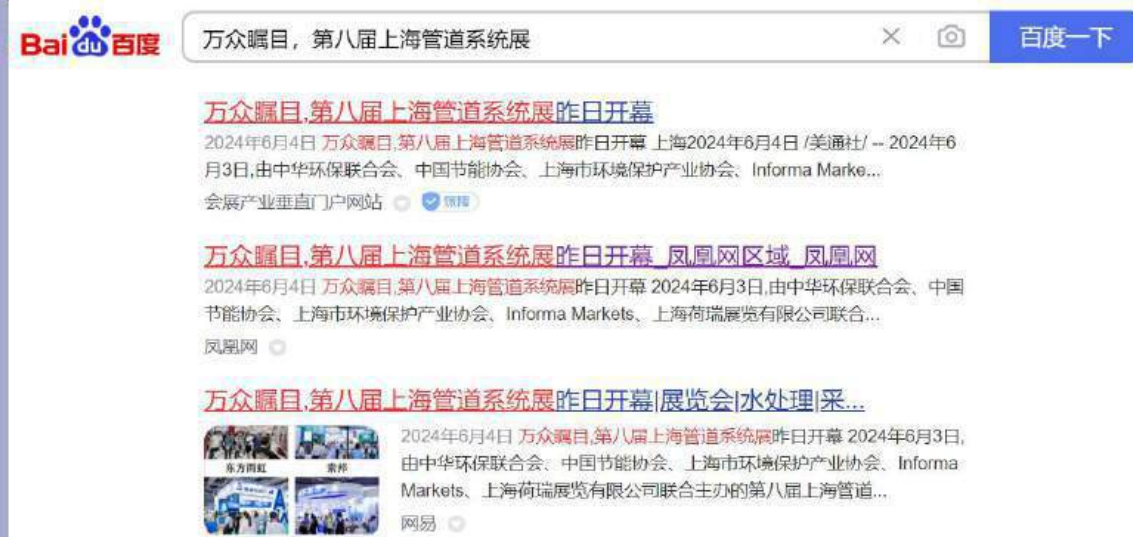 Bai du 百度
万众瞩目，第八届上海管道系统展
百度一下
万众瞩目,第八届上海管道系统展昨日开幕
2024年6月4日 万众瞩目,第八届上海管道系统展昨日开幕 上海2024年6月4日 /美通社/ -- 2024年6
月3日,由中华环保联合会、中国节能协会、上海市环境保护产业协会、Informa Marke...
会展产业垂直门户网站
保障
万众瞩目,第八届上海管道系统展昨日开幕_凤凰网区域_凤凰网
2024年6月4日 万众瞩目,第八届上海管道系统展昨日开幕 2024年6月3日,由中华环保联合会、中国
节能协会、上海市环境保护产业协会、Informa Markets、上海荷瑞展览有限公司联合...
凤凰网
万众瞩目,第八届上海管道系统展昨日开幕|展览会|水处理|采...
2024年6月4日 万众瞩目,第八届上海管道系统展昨日开幕 2024年6月3日,
由中华环保联合会、中国节能协会、上海市环境保护产业协会、Informa
Markets、上海荷瑞展览有限公司联合主办的第八届上海管道...
东方雨虹
索邦
网易